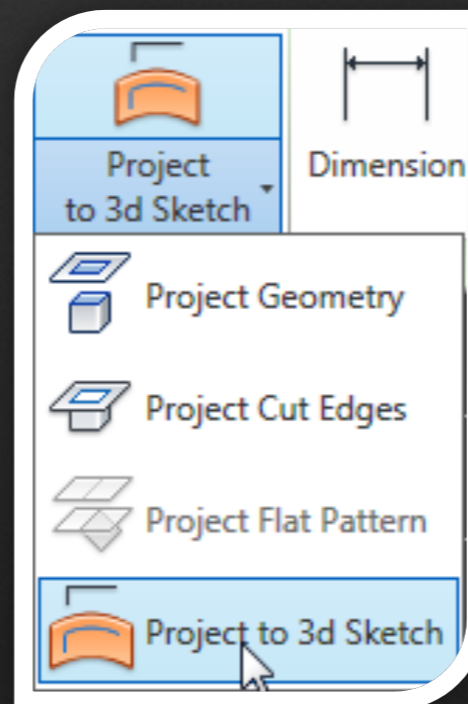 Project
to 3d Sketch
Dimension
Project Geometry
Project Cut Edges
Project Flat Pattern
Project to 3d Sketch